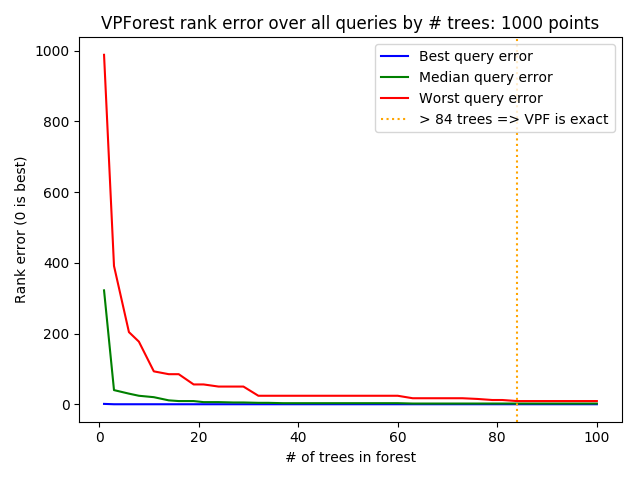 VPForest rank error over all queries by # trees: 1000 points
Best query error
Median query error
Worst query error
> 84 trees => VPF is exact
Rank error (0 is best)
1000
800
600
400
200
0
0 20 40 60 80 100
# of trees in forest